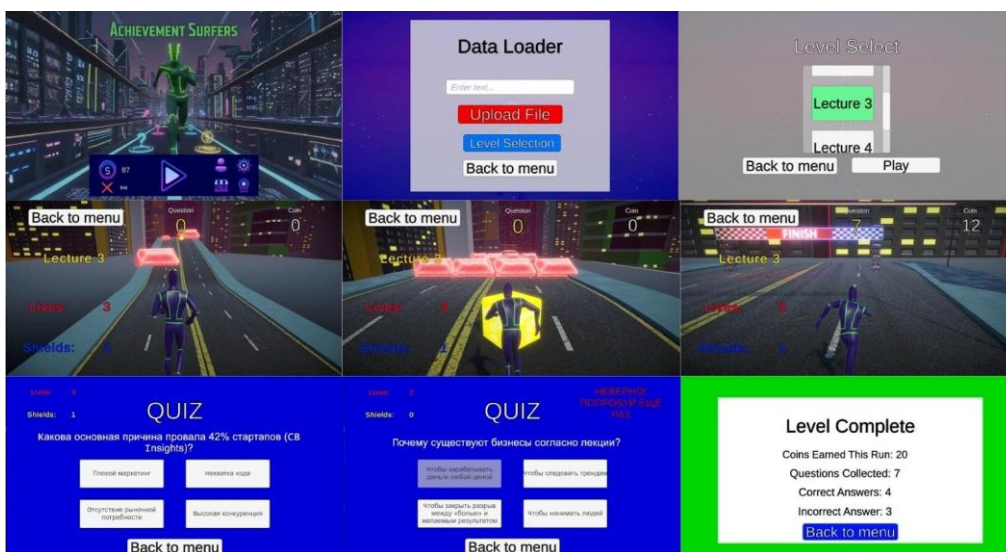 ACHIEVEMENT SURFERS
87
Data Loader
Enter text...
Upload File
Level Selection
Back to menu
Level Select
Lecture 3
Lecture 4
Back to menu
Play
Back to menu
Question
0
Coin
0
Lecture 3
Lives: 3
Shields:
Back to menu
Question
0
Coin
0
Lecture 3
Lives: 3
Shields: 1
Back to menu
Question
7
Coin
12
FINISH
Lecture 3
Lives:
Shields: 1
Lives: 3
Shields: 1
QUIZ
Какова основная причина провала 42% стартапов (CB
Insights)?
Плохой маркетинг
Нехватка кода
Отсутствие рыночной
потребности
Высокая конкуренция
Back to menu
Lives: 3
Shields: 0
QUIZ
НЕВЕРНО!
ПОПРОБУЙ ЕЩЕ
РАЗ
Почему существуют бизнесы согласно лекции?
Чтобы зарабатывать
деньги любой ценой
Чтобы следовать трендам
Чтобы закрыть разрыв
между «болью» и
желаемым результатом
Чтобы нанимать людей
Back to menu
Level Complete
Coins Earned This Run: 20
Questions Collected: 7
Correct Answers: 4
Incorrect Answer: 3
Back to menu